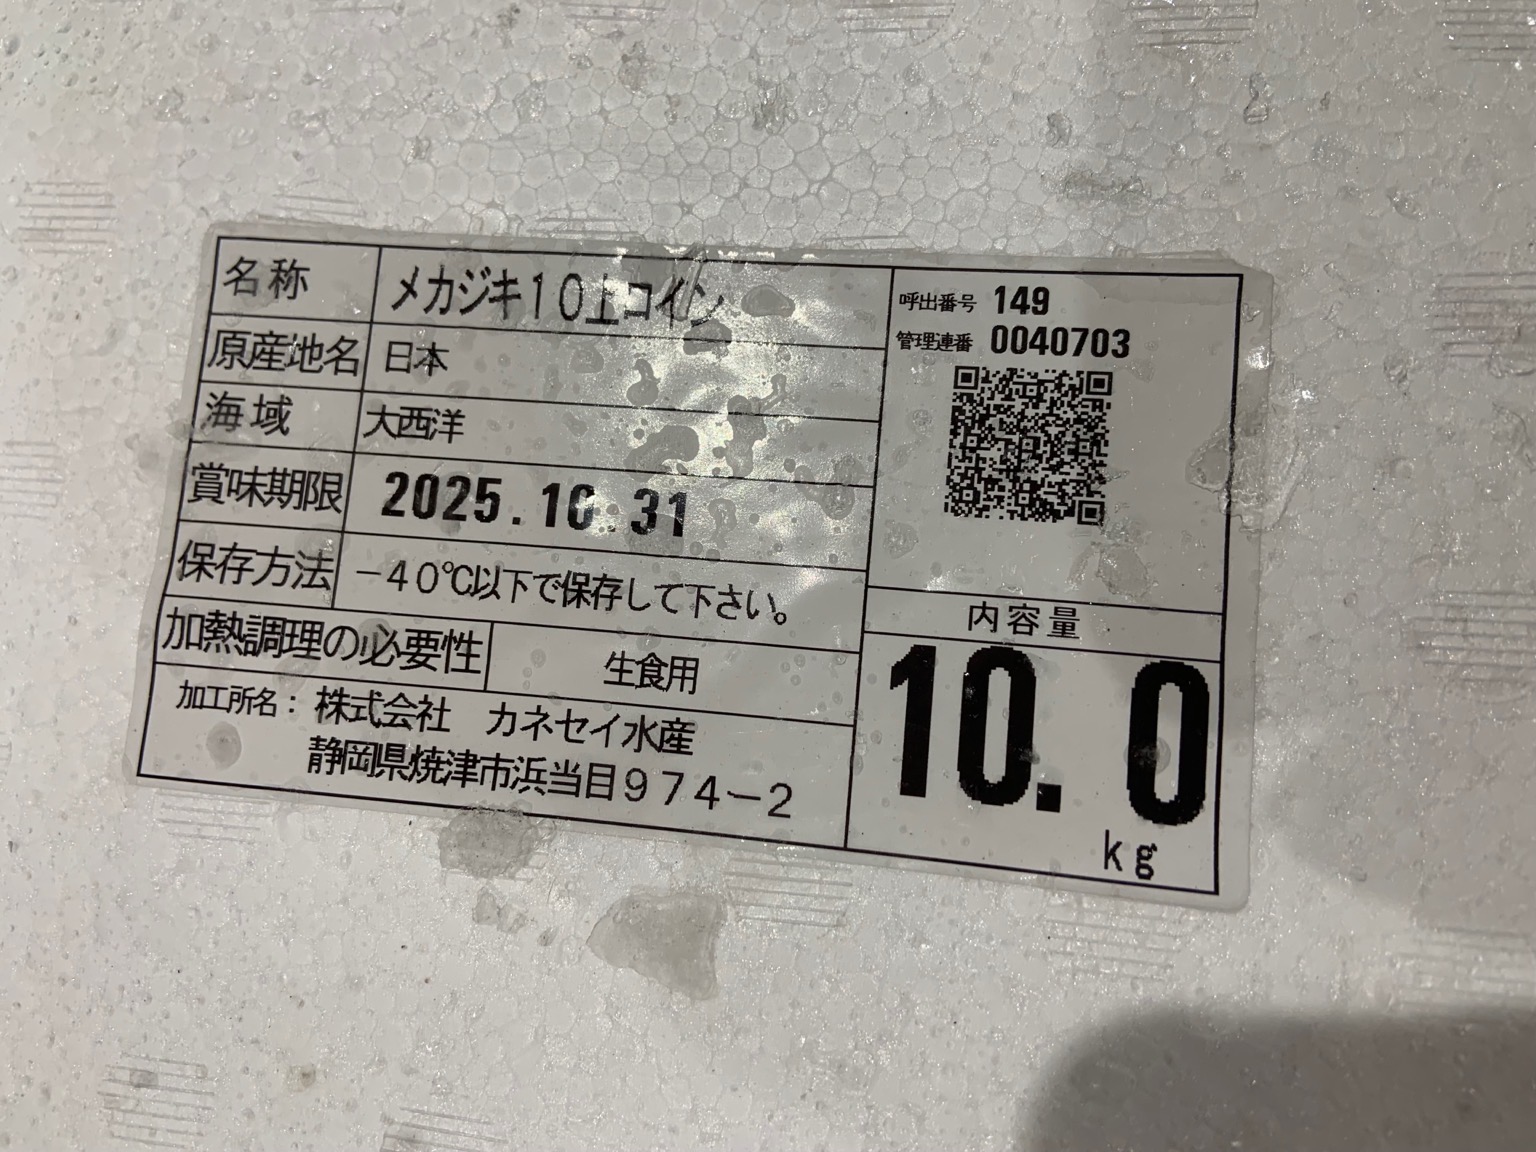 名称 メカジキ10上コイン
原産地名 日本
海域 大西洋
賞味期限 2025.10.31
保存方法 -40℃以下で保存して下さい。
加熱調理の必要性 生食用
加工所名: 株式会社 カネセイ水産
静岡県焼津市浜当目974-2
呼出番号 149
管理連番 0040703
内容量
10.0
kg